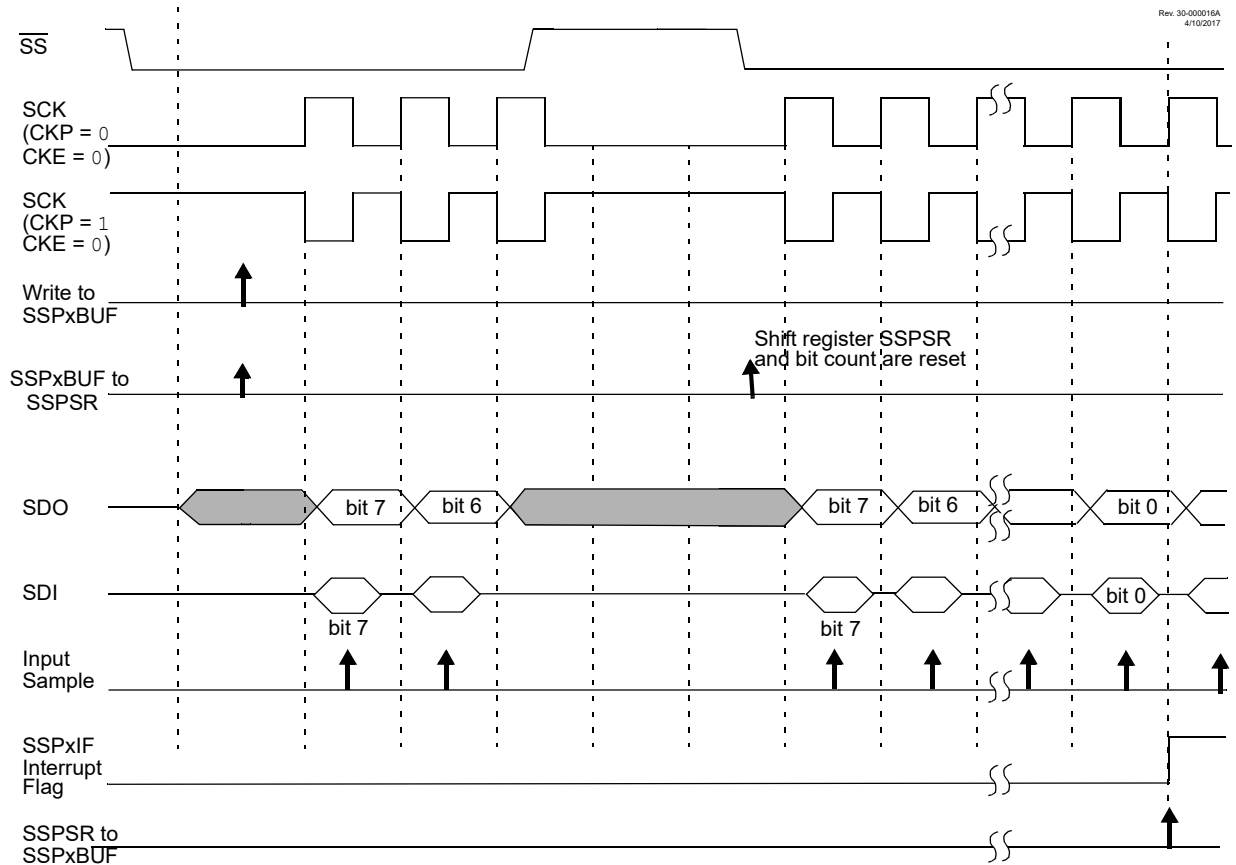 Rev. 30-000016A
4/10/2017
SS
SCK
(CKP = 0
CKE = 0)
SCK
(CKP = 1
CKE = 0)
Write to
SSPxBUF
Shift register SSPSR
and bit count are reset
SSPxBUF to
SSPSR
SDO
bit 7
bit 6
bit 7
bit 6
bit 0
SDI
bit 0
bit 7
bit 7
Input
Sample
SSPxIF
Interrupt
Flag
SSPSR to
SSPxBUF